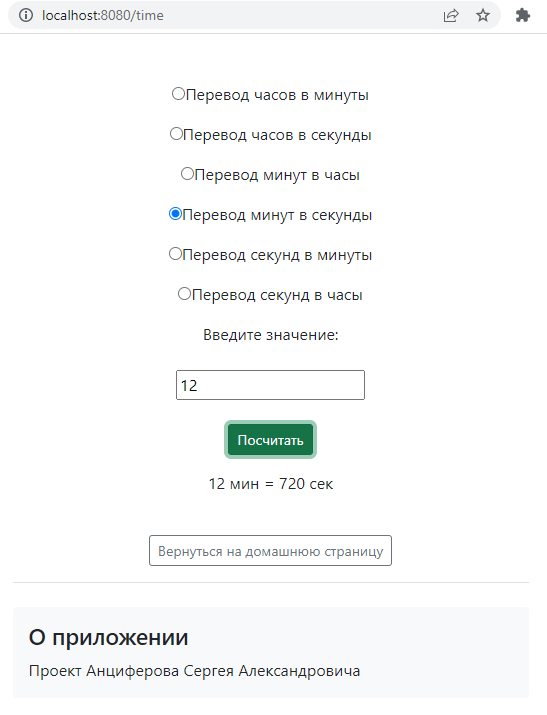 localhost:8080/time
Перевод часов в минуты
Перевод часов в секунды
Перевод минут в часы
Перевод минут в секунды
Перевод секунд в минуты
Перевод секунд в часы
Введите значение:
12
Посчитать
12 мин = 720 сек
Вернуться на домашнюю страницу
О приложении
Проект Анциферова Сергея Александровича